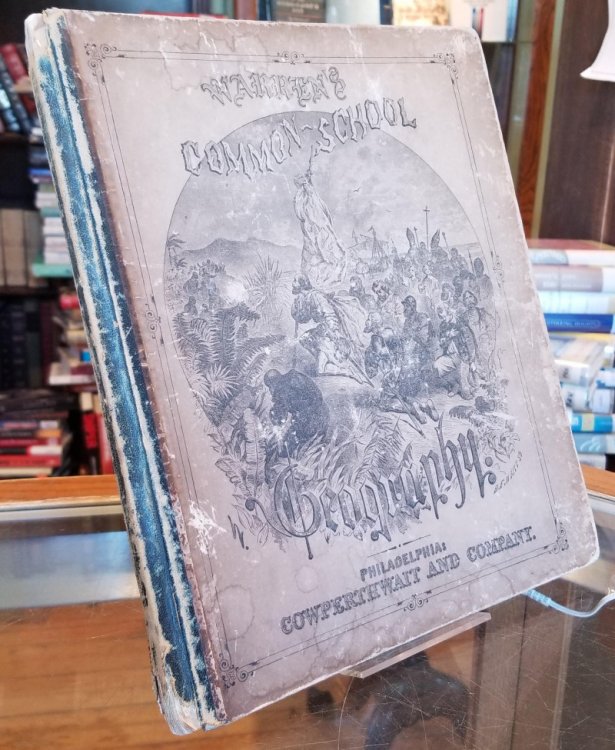 WARREN'S
COMMON-SCHOOL
Geography.
PHILADELPHIA:
COWPERTHWAIT AND COMPANY.